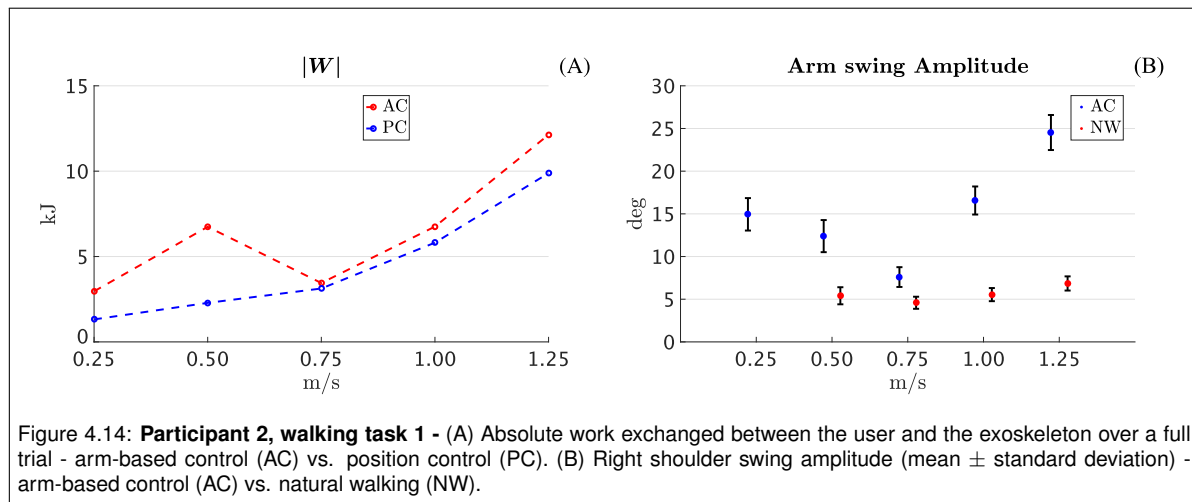 |W|
(A)
15
10
5
0
kJ
AC
PC
0.25 0.50 0.75 1.00 1.25
m/s
Arm swing Amplitude
(B)
30
25
20
15
10
5
0
deg
AC
NW
0.25 0.50 0.75 1.00 1.25
m/s
Figure 4.14: Participant 2, walking task 1 - (A) Absolute work exchanged between the user and the exoskeleton over a full
trial - arm-based control (AC) vs. position control (PC). (B) Right shoulder swing amplitude (mean ± standard deviation) -
arm-based control (AC) vs. natural walking (NW).